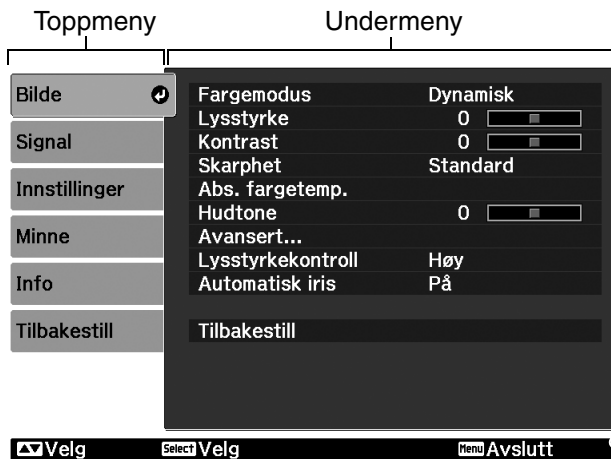 Toppmeny Undermeny
Bilde
Signal
Innstillinger
Minne
Info
Tilbakestill
Fargemodus Dynamisk
Lysstyrke 0
Kontrast 0
Skarphet Standard
Abs. fargetemp.
Hudtone 0
Avansert...
Lysstyrkekontroll Høy
Automatisk iris På
Tilbakestill
Velg Select Velg Menu Avslutt